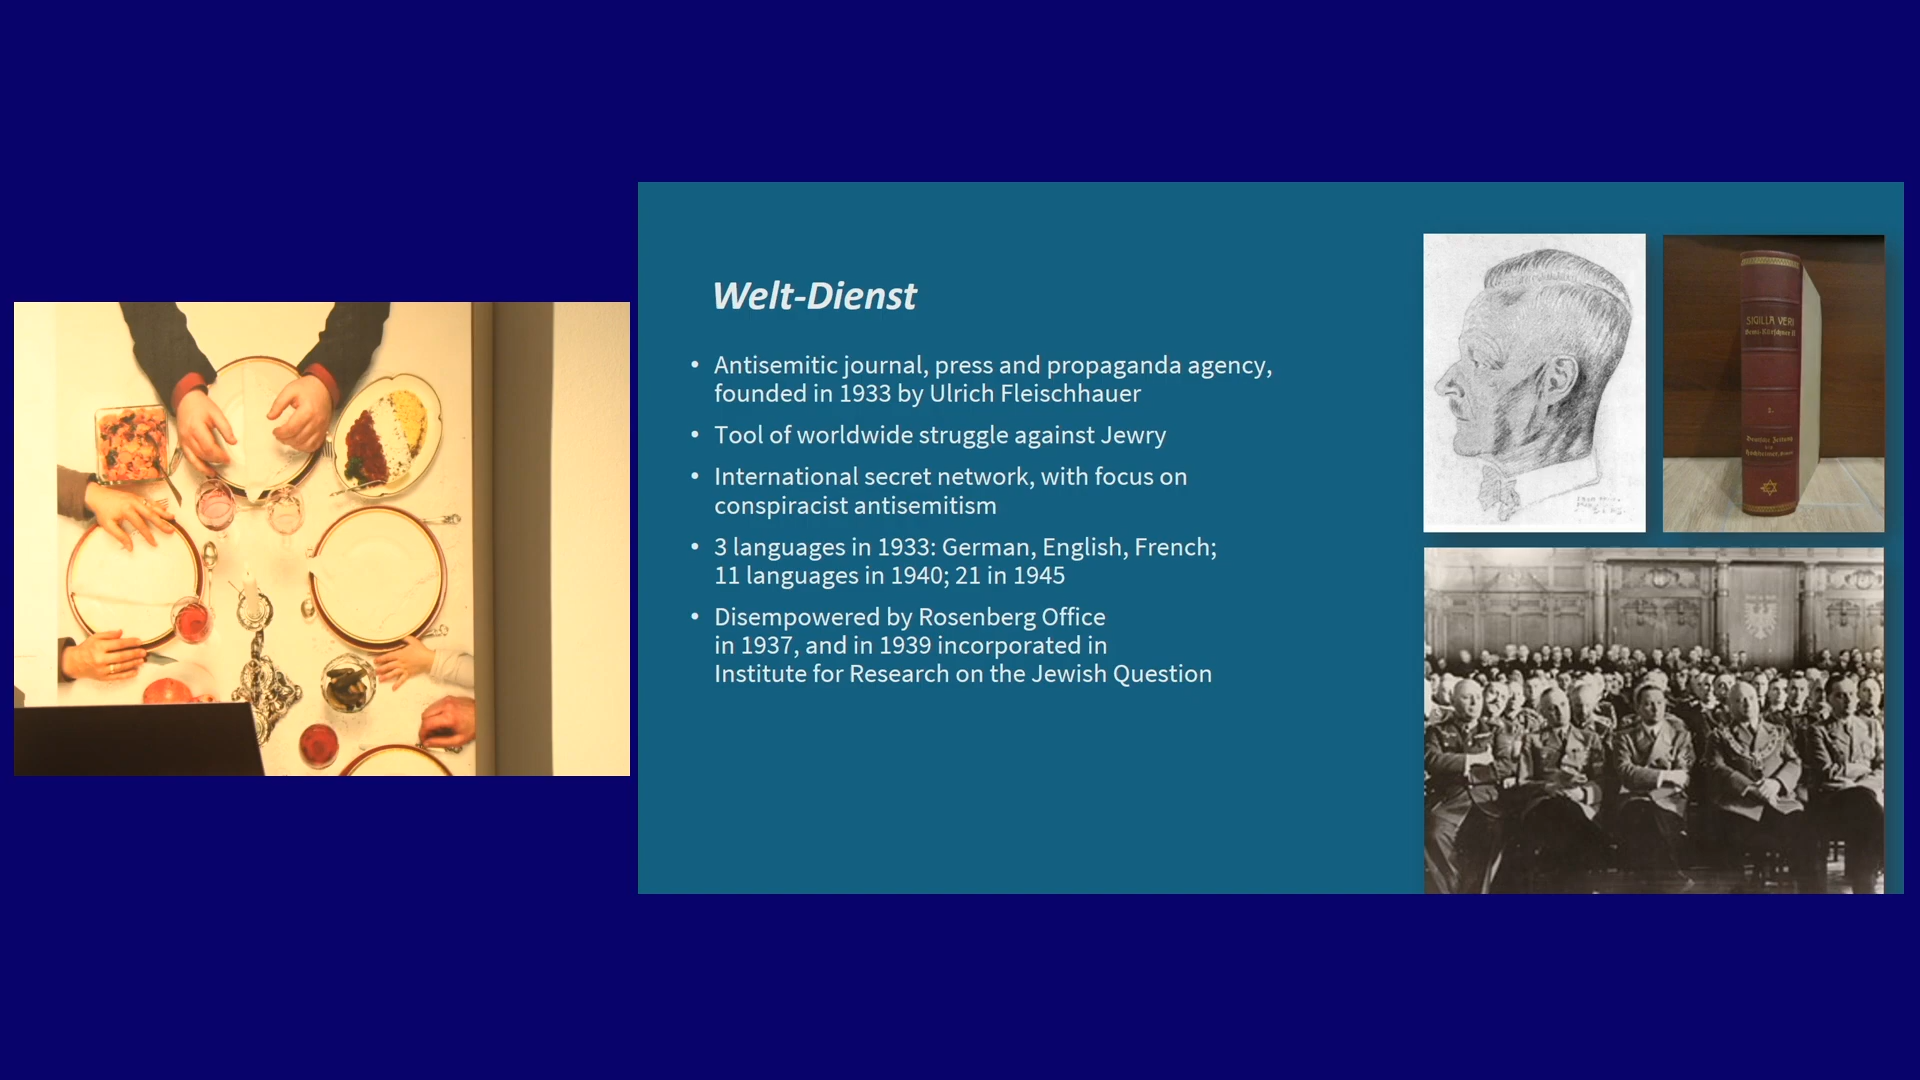 Welt-Dienst
• Antisemitic journal, press and propaganda agency,
founded in 1933 by Ulrich Fleischhauer
• Tool of worldwide struggle against Jewry
• International secret network, with focus on
conspiracist antisemitism
• 3 languages in 1933: German, English, French;
11 languages in 1940; 21 in 1945
• Disempowered by Rosenberg Office
in 1937, and in 1939 incorporated in
Institute for Research on the Jewish Question
SIGILLA VERI